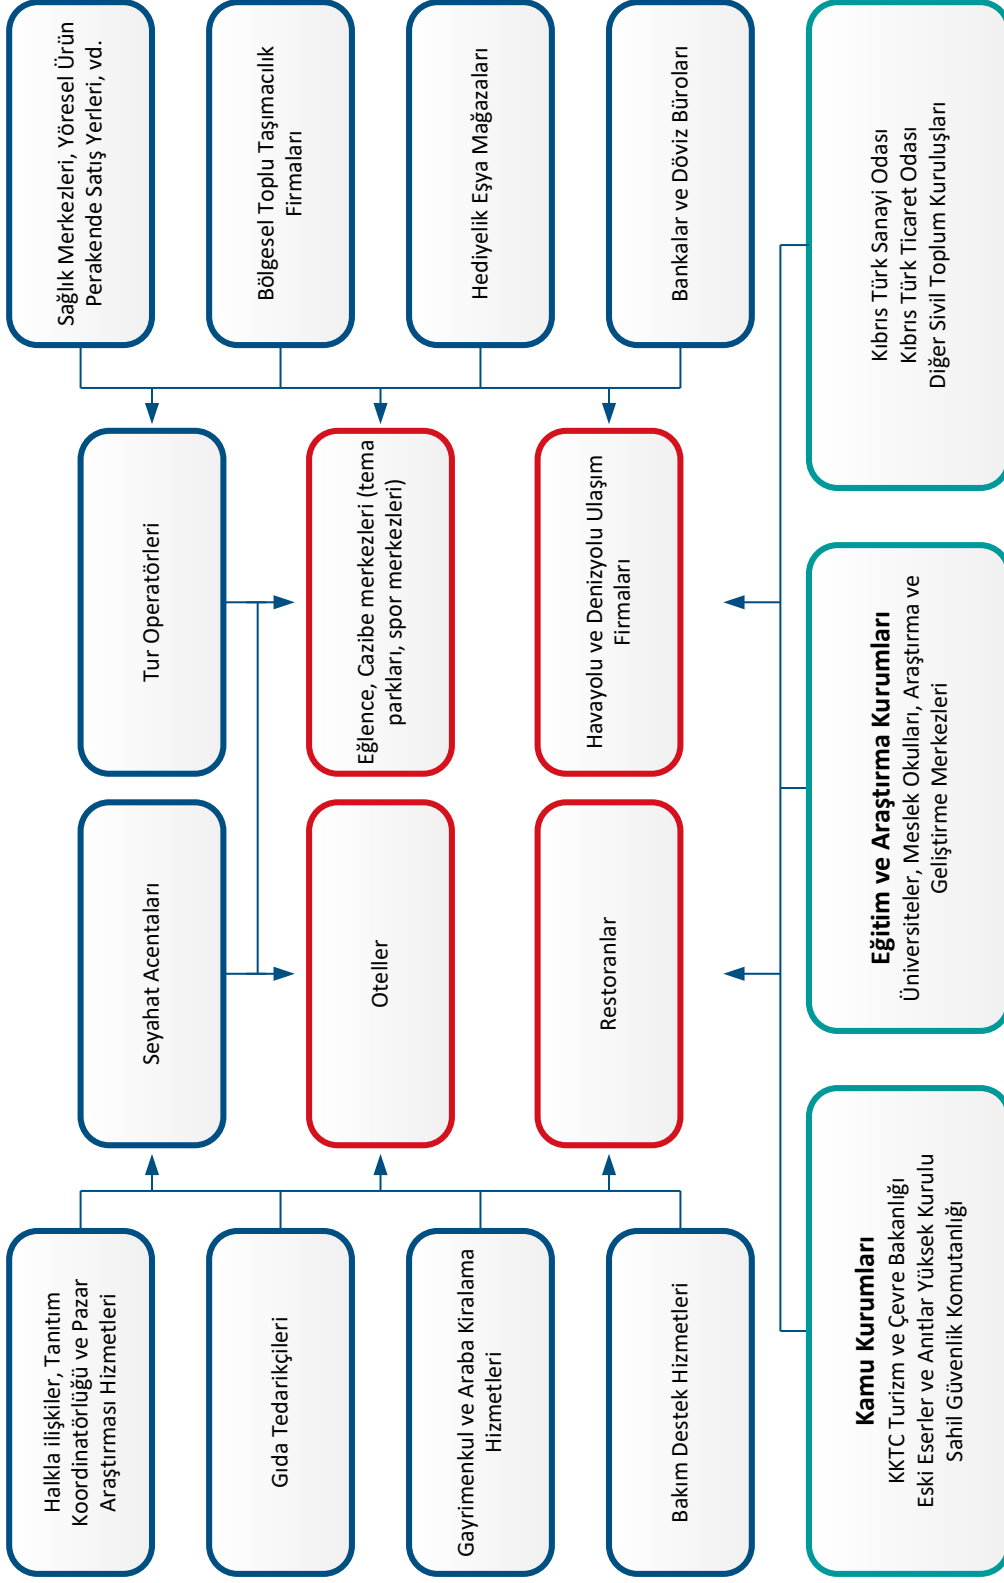 Halkla ilişkiler, Tanıtım
Koordinatörlüğü ve Pazar
Araştırması Hizmetleri
Seyahat Acentaları
Tur Operatörleri
Sağlık Merkezleri, Yöresel Ürün
Perakende Satış Yerleri, vd.
Gıda Tedarikçileri
Oteller
Eğlence, Cazibe merkezleri (tema
parkları, spor merkezleri)
Bölgesel Toplu Taşımacılık
Firmaları
Gayrimenkul ve Araba Kiralama
Hizmetleri
Restoranlar
Havayolu ve Denizyolu Ulaşım
Firmaları
Hediyelik Eşya Mağazaları
Bakım Destek Hizmetleri
Bankalar ve Döviz Büroları
Kamu Kurumları
KKTC Turizm ve Çevre Bakanlığı
Eski Eserler ve Anıtlar Yüksek Kurulu
Sahil Güvenlik Komutanlığı
Eğitim ve Araştırma Kurumları
Üniversiteler, Meslek Okulları, Araştırma ve
Geliştirme Merkezleri
Kıbrıs Türk Sanayi Odası
Kıbrıs Türk Ticaret Odası
Diğer Sivil Toplum Kuruluşları